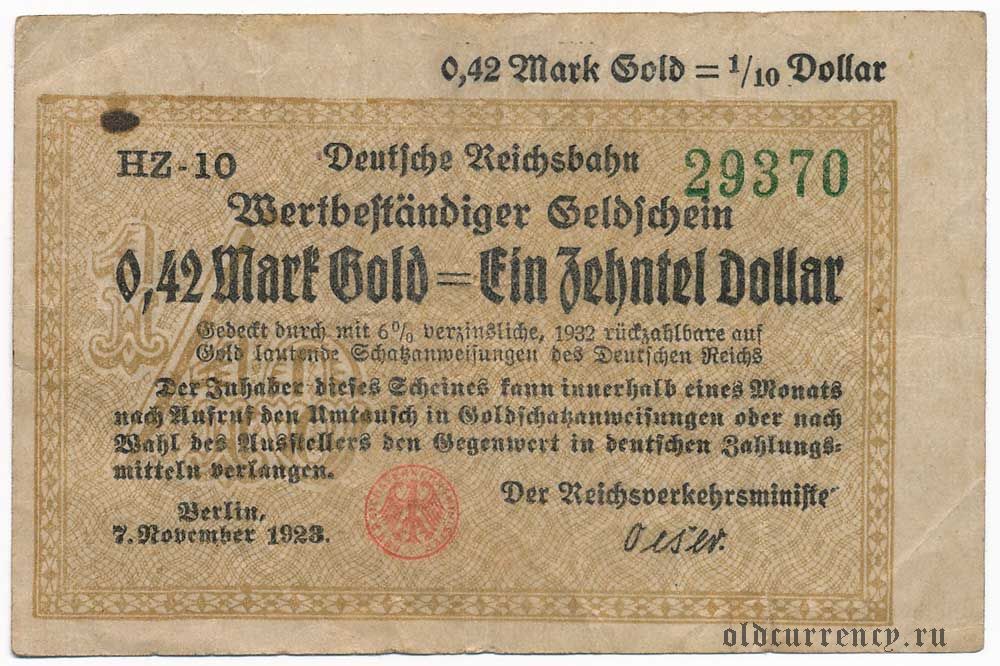 0,42 Mark Gold = 1/10 Dollar
HZ-10
Deutsche Reichsbahn
29370
Wertbeständiger Geldschein
0,42 Mark Gold = Ein Zehntel Dollar
Gedeckt durch mit 6% verzinsliche, 1932 rückzahlbare auf
Gold lautende Schatzanweisungen des Deutschen Reichs
Der Inhaber dieses Scheines kann innerhalb eines Monats
nach Aufruf den Umtausch in Goldschatzanweisungen oder nach
Wahl des Ausstellers den Gegenwert in deutschen Zahlungs-
mitteln verlangen.
Berlin,
7. November 1923.
Der Reichsverkehrsministe
Oeser.
oldcurrency.ru